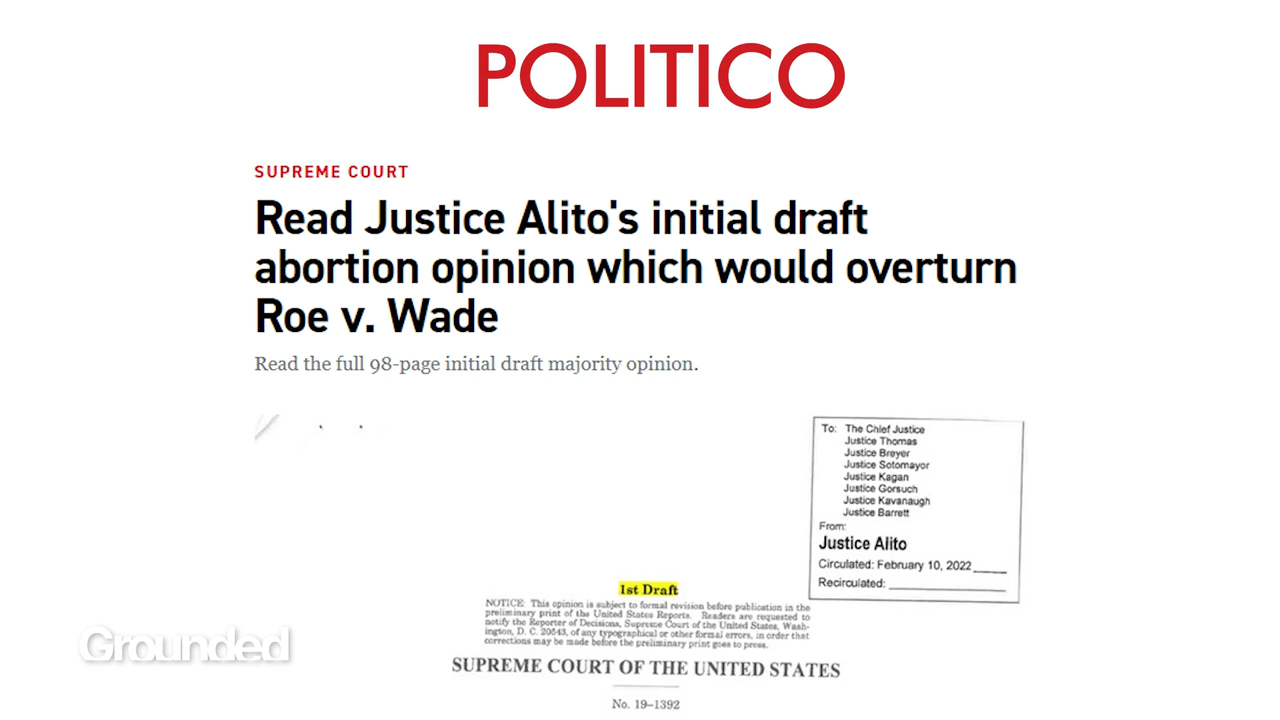 POLITICO
SUPREME COURT
Read Justice Alito's initial draft
abortion opinion which would overturn
Roe v. Wade
Read the full 98-page initial draft majority opinion.
To: The Chief Justice
Justice Thomas
Justice Breyer
Justice Sotomayor
Justice Kagan
Justice Gorsuch
Justice Kavanaugh
Justice Barrett
From:
Justice Alito
Circulated: February 10, 2022
Recirculated:
1st Draft
NOTICE: This opinion is subject to formal revision before publication in the
preliminary print of the United States Reports. Readers are requested to
notify the Reporter of Decisions, Supreme Court of the United States, Wash-
ington, D. C. 20543, of any typographical or other formal errors, in order that
corrections may be made before the preliminary print goes to press.
Grounded
SUPREME COURT OF THE UNITED STATES
No. 19–1392